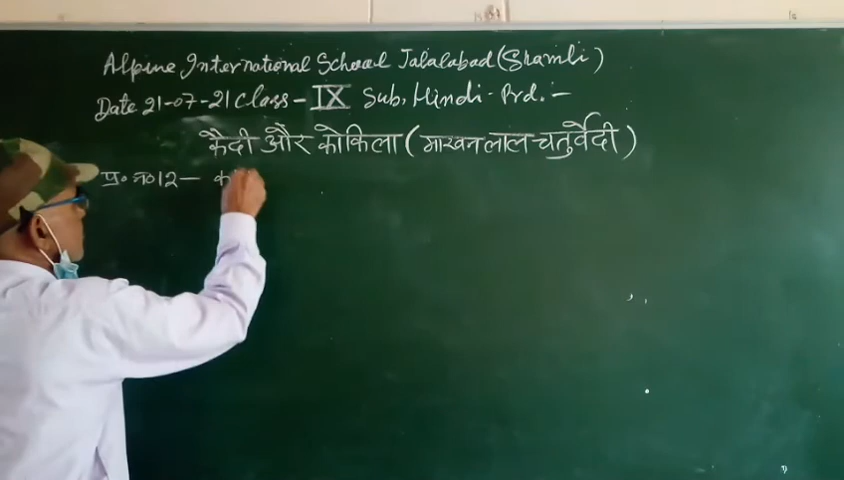 Alpine International School Jalalabad (Shamli)
Date 21-07-21 Class - IX Sub. Hindi - Prd. :-
कैदी और कोकिला ( माखन लाल चतुर्वेदी )
प्र० न० 12 -